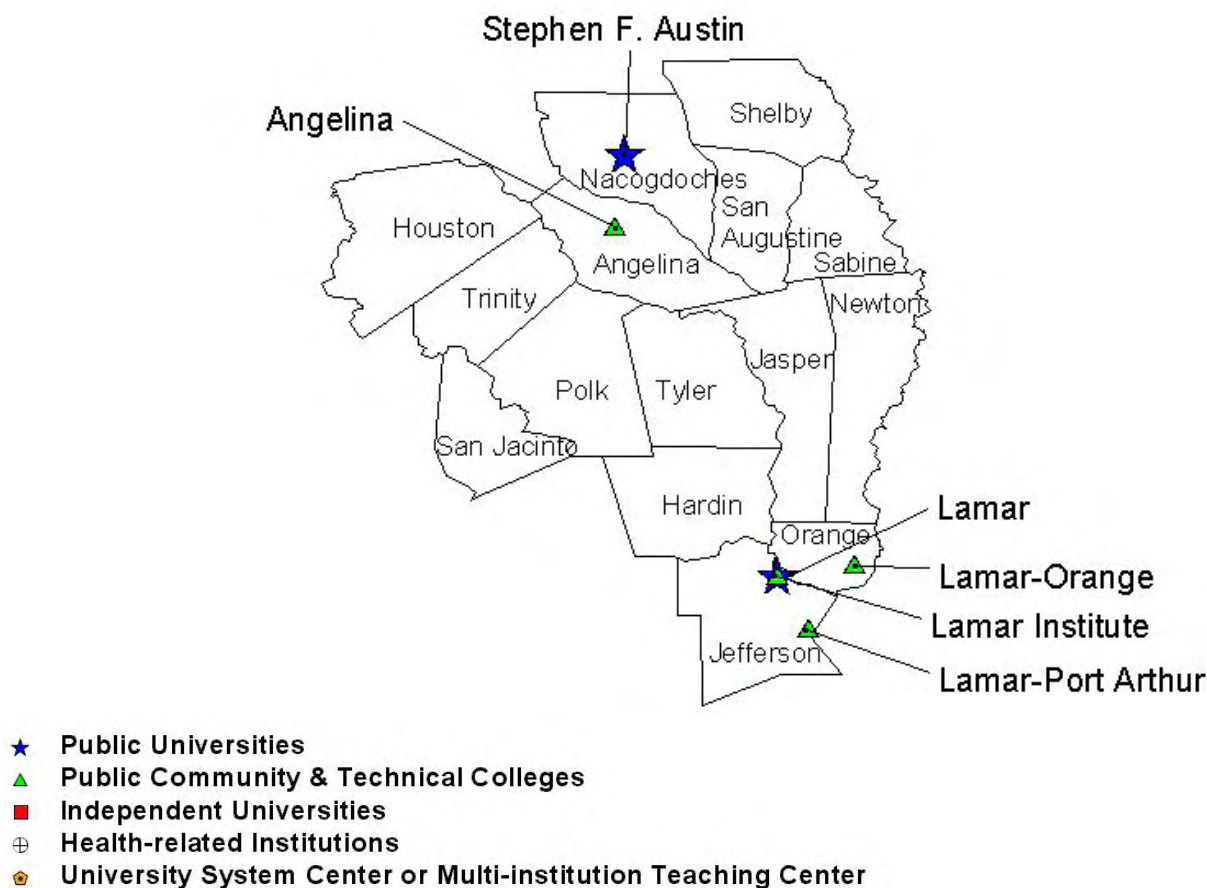 Stephen F. Austin
Shelby
Angelina
Nacogdoches
San
Augustine
Houston
Angelina
Sabine
Trinity
Newton
Jasper
Polk
Tyler
San Jacinto
Hardin
Lamar
Orange
Lamar-Orange
Lamar Institute
Jefferson
Lamar-Port Arthur
Public Universities
Public Community & Technical Colleges
Independent Universities
Health-related Institutions
University System Center or Multi-institution Teaching Center